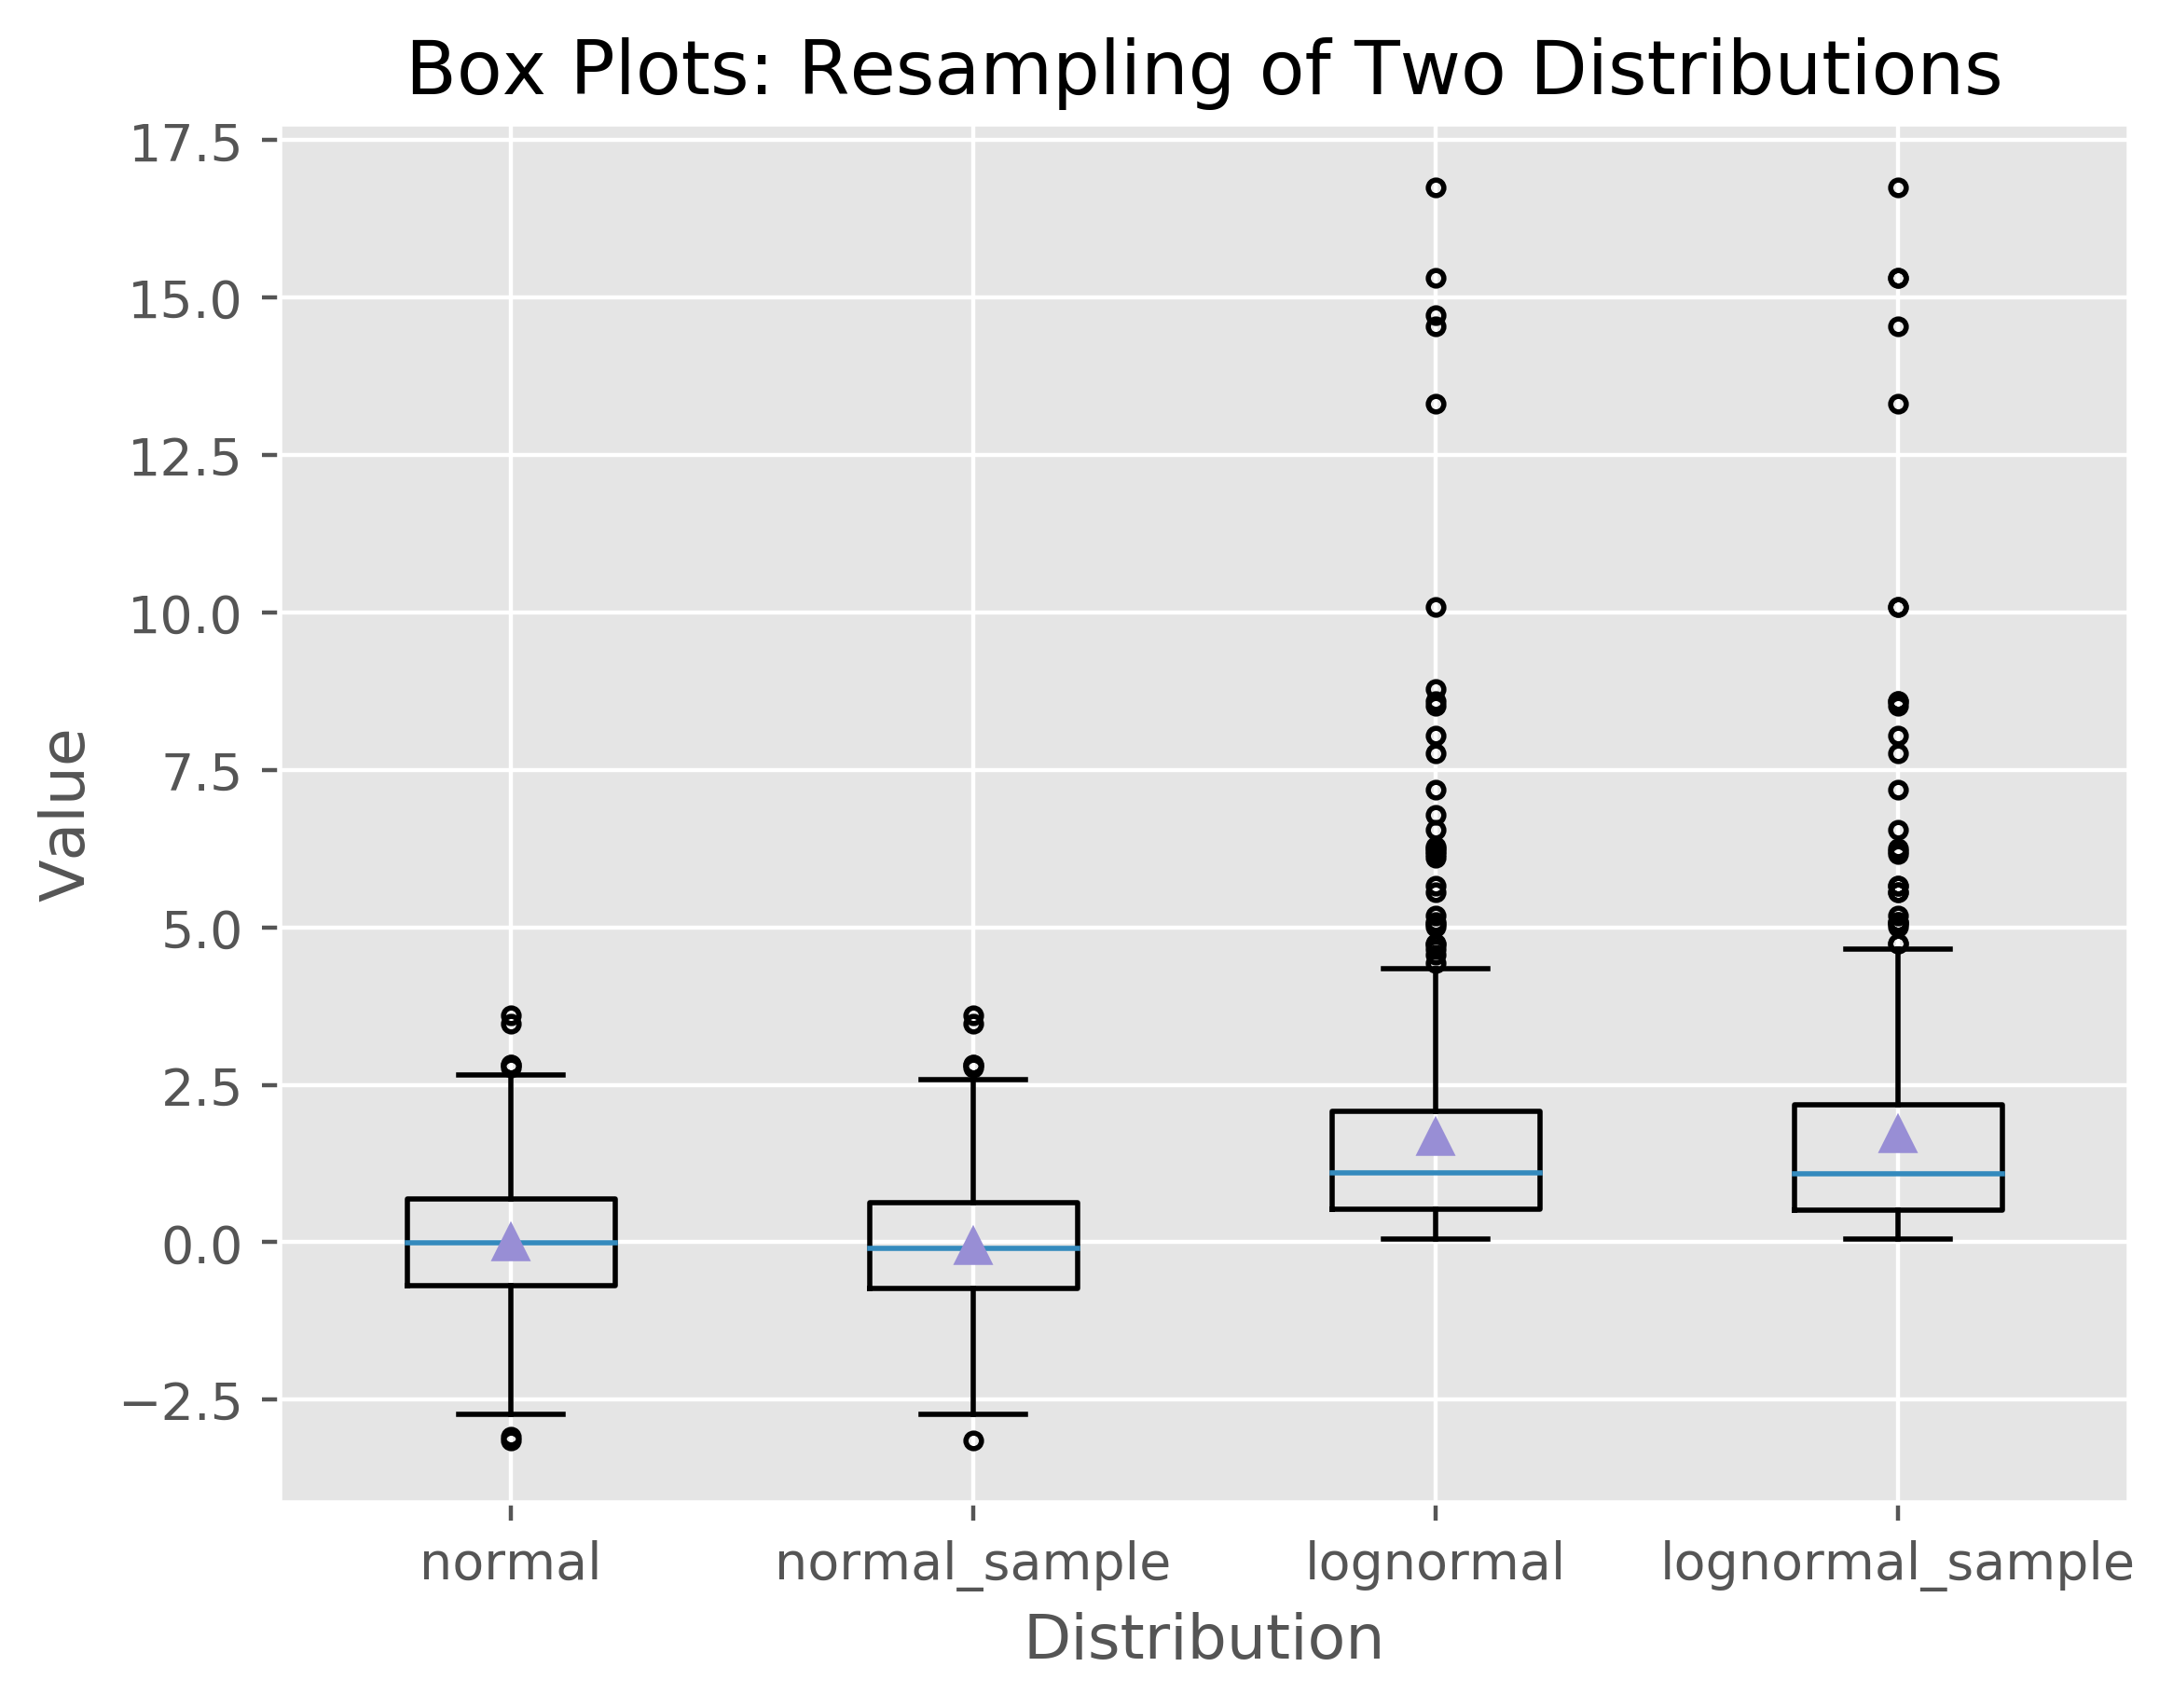 Box Plots: Resampling of Two Distributions
17.5
15.0
12.5
10.0
7.5
5.0
2.5
0.0
−2.5
Value
normal normal_sample lognormal lognormal_sample
Distribution